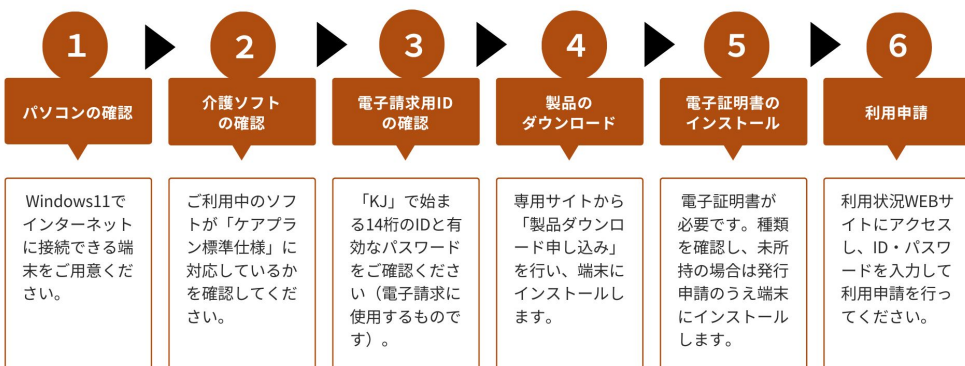 1
パソコンの確認
Windows11で
インターネット
に接続できる端
末をご用意くだ
さい。
2
介護ソフト
の確認
ご利用中のソフ
トが「ケアプラ
ン標準仕様」に
対応しているか
を確認してくだ
さい。
3
電子請求用ID
の確認
「KJ」で始ま
る14桁のIDと有
効なパスワード
をご確認くださ
い（電子請求に
使用するもので
す）。
4
製品の
ダウンロード
専用サイトから
「製品ダウンロ
ード申し込み」
を行い、端末に
インストールし
ます。
5
電子証明書の
インストール
電子証明書が
必要です。種類
を確認し、未所
持の場合は発行
申請のうえ端末
にインストール
します。
6
利用申請
利用状況WEBサ
イトにアクセス
し、ID・パスワ
ードを入力して
利用申請を行っ
てください。